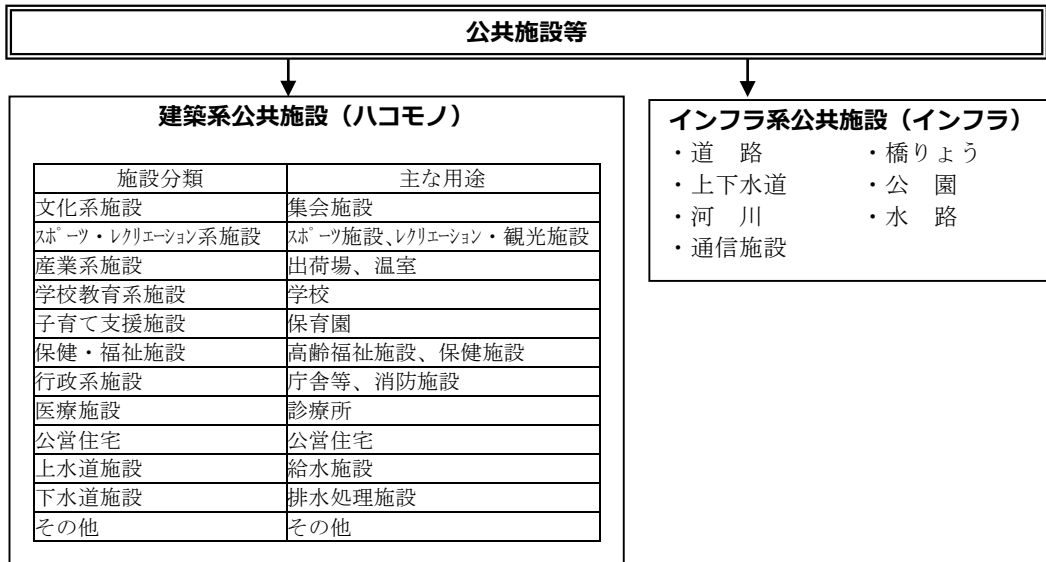 公共施設等
建築系公共施設（ハコモノ）
施設分類 主な用途
文化系施設 集会施設
ｽﾎﾟｰﾂ・ﾚｸﾘｴｰｼｮﾝ系施設 ｽﾎﾟｰﾂ施設､ﾚｸﾘｴｰｼｮﾝ・観光施設
産業系施設 出荷場、温室
学校教育系施設 学校
子育て支援施設 保育園
保健・福祉施設 高齢福祉施設、保健施設
行政系施設 庁舎等、消防施設
医療施設 診療所
公営住宅 公営住宅
上水道施設 給水施設
下水道施設 排水処理施設
その他 その他
インフラ系公共施設（インフラ）
・道　路 ・橋りょう
・上下水道 ・公　園
・河　川 ・水　路
・通信施設